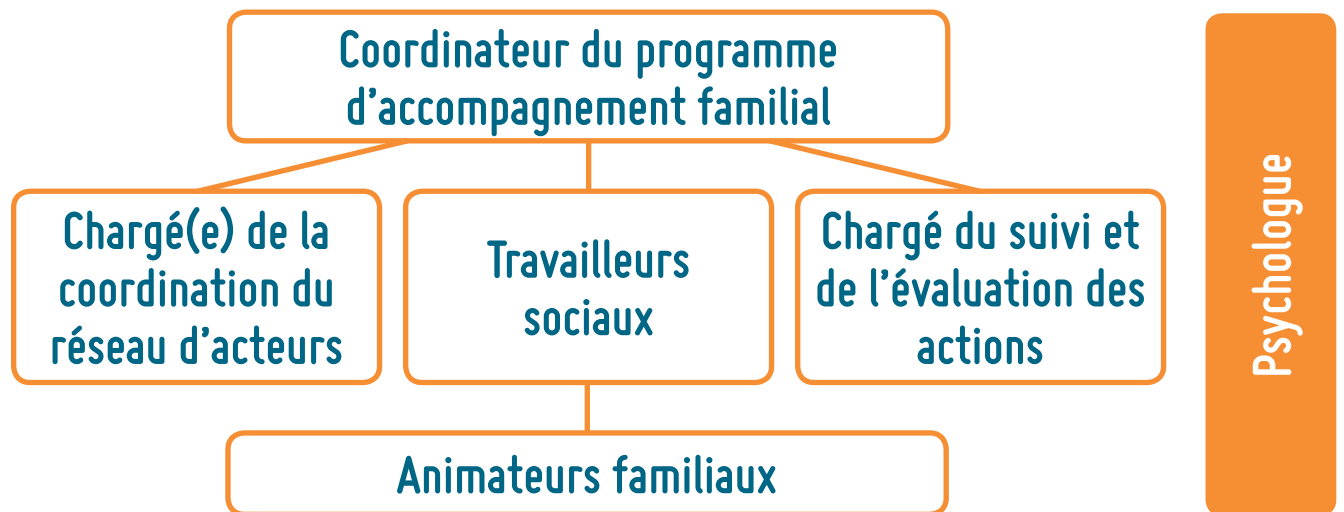 Coordinateur du programme
d’accompagnement familial
Chargé(e) de la
coordination du
réseau d’acteurs
Travailleurs
sociaux
Chargé du suivi et
de l’évaluation des
actions
Animateurs familiaux
Psychologue